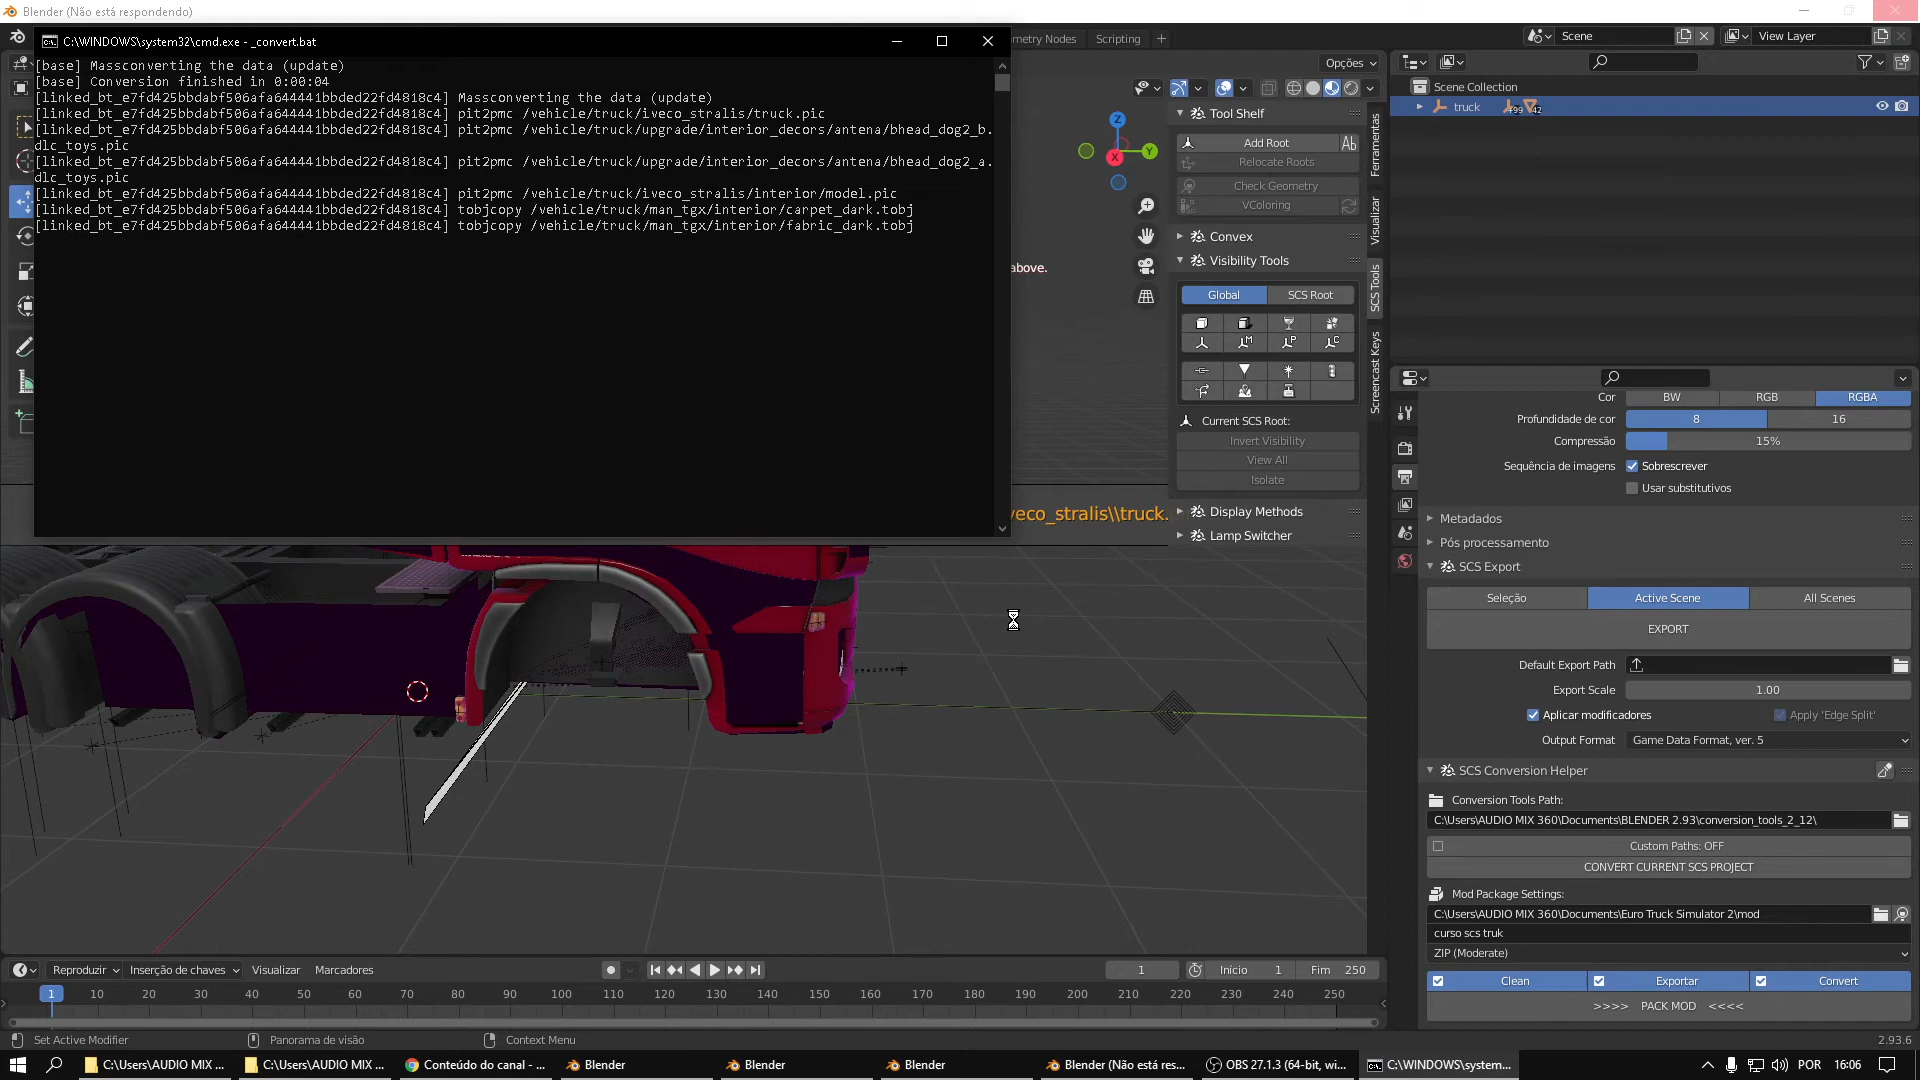 Blender (Não está respondendo)
C:\WINDOWS\system32\cmd.exe - _convert.bat
[base] Massconverting the data (update)
[base] Conversion finished in 0:00:04
[linked_bt_e7fd425bbdabf506afa644441bbded22fd4818c4] Massconverting the data (update)
[linked_bt_e7fd425bbdabf506afa644441bbded22fd4818c4] pit2pmc /vehicle/truck/iveco_stralis/truck.pic
[linked_bt_e7fd425bbdabf506afa644441bbded22fd4818c4] pit2pmc /vehicle/truck/upgrade/interior_decors/antena/bhead_dog2_b.
dlc_toys.pic
[linked_bt_e7fd425bbdabf506afa644441bbded22fd4818c4] pit2pmc /vehicle/truck/upgrade/interior_decors/antena/bhead_dog2_a.
dlc_toys.pic
[linked_bt_e7fd425bbdabf506afa644441bbded22fd4818c4] pit2pmc /vehicle/truck/iveco_stralis/interior/model.pic
[linked_bt_e7fd425bbdabf506afa644441bbded22fd4818c4] tobjcopy /vehicle/truck/man_tgx/interior/carpet_dark.tobj
[linked_bt_e7fd425bbdabf506afa644441bbded22fd4818c4] tobjcopy /vehicle/truck/man_tgx/interior/fabric_dark.tobj
metry Nodes
Scripting
Scene
View Layer
Opções
above.
veco_stralis\\truck.
Z
Y
X
Tool Shelf
Add Root
Ab
Relocate Roots
Check Geometry
VColoring
Convex
Visibility Tools
Global
SCS Root
M
P
C
Current SCS Root:
Invert Visibility
View All
Isolate
Display Methods
Lamp Switcher
Ferramentas
Visualizar
SCS Tools
Screencast Keys
Scene Collection
truck
99
42
Cor
BW
RGB
RGBA
Profundidade de cor
8
16
Compressão
15%
Sequência de imagens
Sobrescrever
Usar substitutivos
Metadados
Pós processamento
SCS Export
Seleção
Active Scene
All Scenes
EXPORT
Default Export Path
Export Scale
1.00
Aplicar modificadores
Apply 'Edge Split'
Output Format
Game Data Format, ver. 5
SCS Conversion Helper
Conversion Tools Path:
C:\Users\AUDIO MIX 360\Documents\BLENDER 2.93\conversion_tools_2_12\
Custom Paths: OFF
CONVERT CURRENT SCS PROJECT
Mod Package Settings:
C:\Users\AUDIO MIX 360\Documents\Euro Truck Simulator 2\mod
curso scs truk
ZIP (Moderate)
Clean
Exportar
Convert
>>>> PACK MOD <<<<
Reproduzir
Inserção de chaves
Visualizar
Marcadores
1
Início 1
Fim 250
1 10 20 30 40 50 60 70 80 90 100 110 120 130 140 150 160 170 180 190 200 210 220 230 240 250
Set Active Modifier
Panorama de visão
Context Menu
2.93.6
C:\Users\AUDIO MIX ...
C:\Users\AUDIO MIX ...
Conteúdo do canal - ...
Blender
Blender
Blender
Blender (Não está res...
OBS 27.1.3 (64-bit, wi...
C:\WINDOWS\system...
POR
16:06